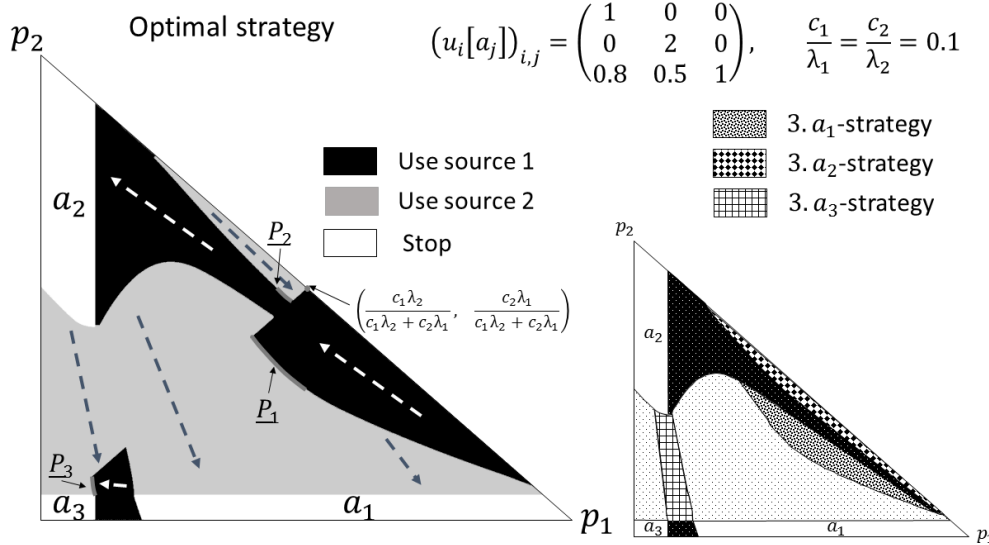 Optimal strategy
(u_i[a_j])_{i,j} = ( 1 0 0
0 2 0
0.8 0.5 1 ),
c_1/λ_1 = c_2/λ_2 = 0.1
p_2
Use source 1
Use source 2
Stop
3. a_1-strategy
3. a_2-strategy
3. a_3-strategy
a_2
P_2
(c_1λ_2/(c_1λ_2 + c_2λ_1), c_2λ_1/(c_1λ_2 + c_2λ_1))
P_1
P_3
a_3
a_1
p_1
p_2
a_2
a_3
a_1